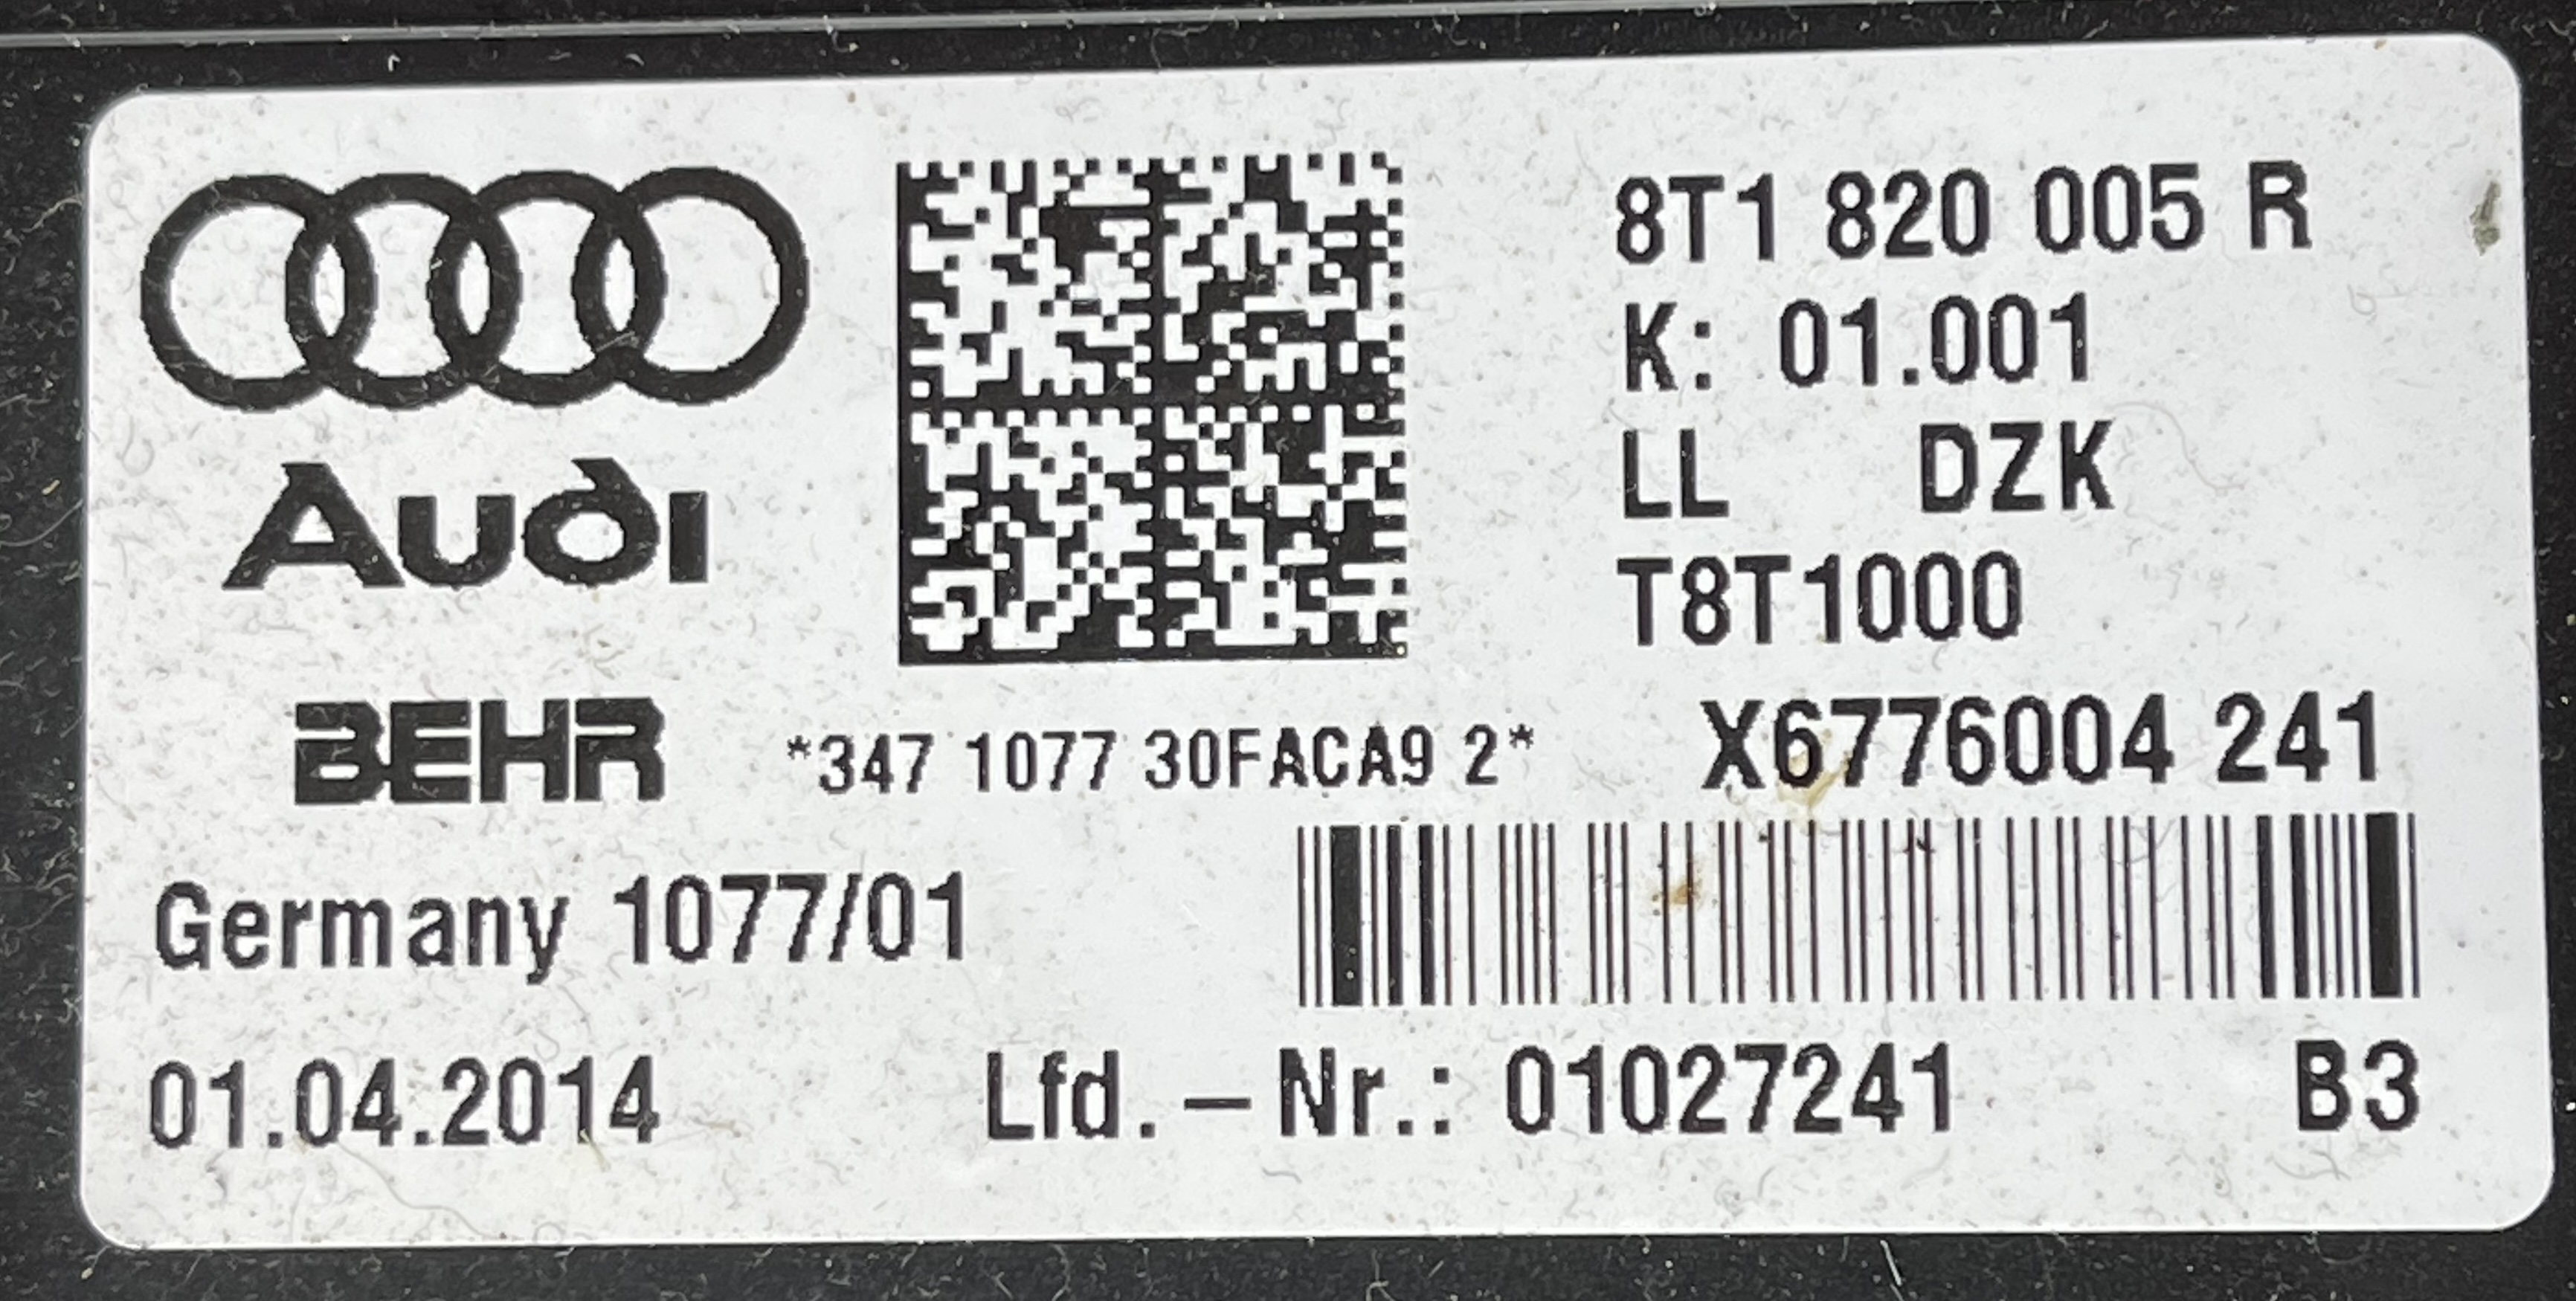 Audi
BEHR
8T1 820 005 R
K: 01.001
LL DZK
T8T1000
*347 1077 30FACA9 2*
X6776004 241
Germany 1077/01
01.04.2014
Lfd.-Nr.: 01027241
B3